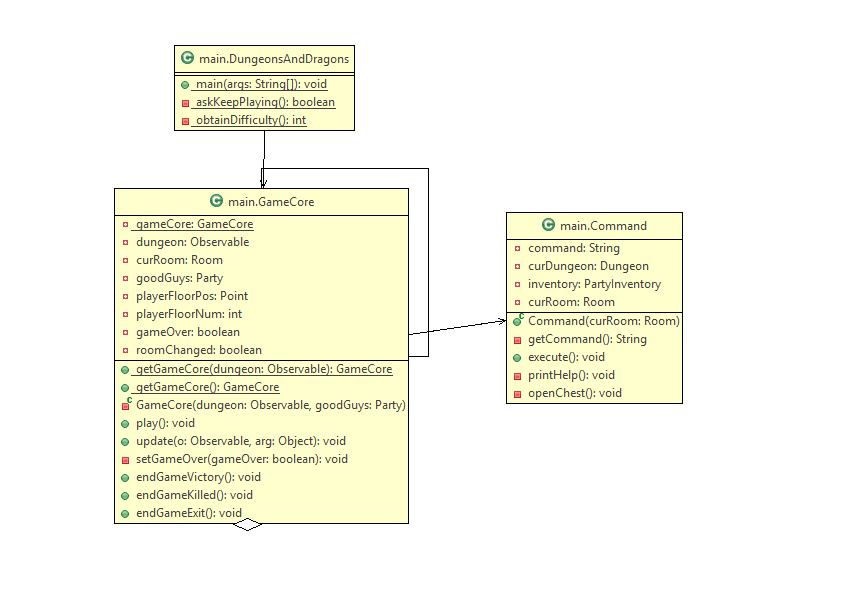 C main.DungeonsAndDragons
main(args: String[]): void
askKeepPlaying(): boolean
obtainDifficulty(): int
C main.GameCore
gameCore: GameCore
dungeon: Observable
curRoom: Room
goodGuys: Party
playerFloorPos: Point
playerFloorNum: int
gameOver: boolean
roomChanged: boolean
getGameCore(dungeon: Observable): GameCore
getGameCore(): GameCore
C GameCore(dungeon: Observable, goodGuys: Party)
play(): void
update(o: Observable, arg: Object): void
setGameOver(gameOver: boolean): void
endGameVictory(): void
endGameKilled(): void
endGameExit(): void
C main.Command
command: String
curDungeon: Dungeon
inventory: PartyInventory
curRoom: Room
C Command(curRoom: Room)
getCommand(): String
execute(): void
printHelp(): void
openChest(): void